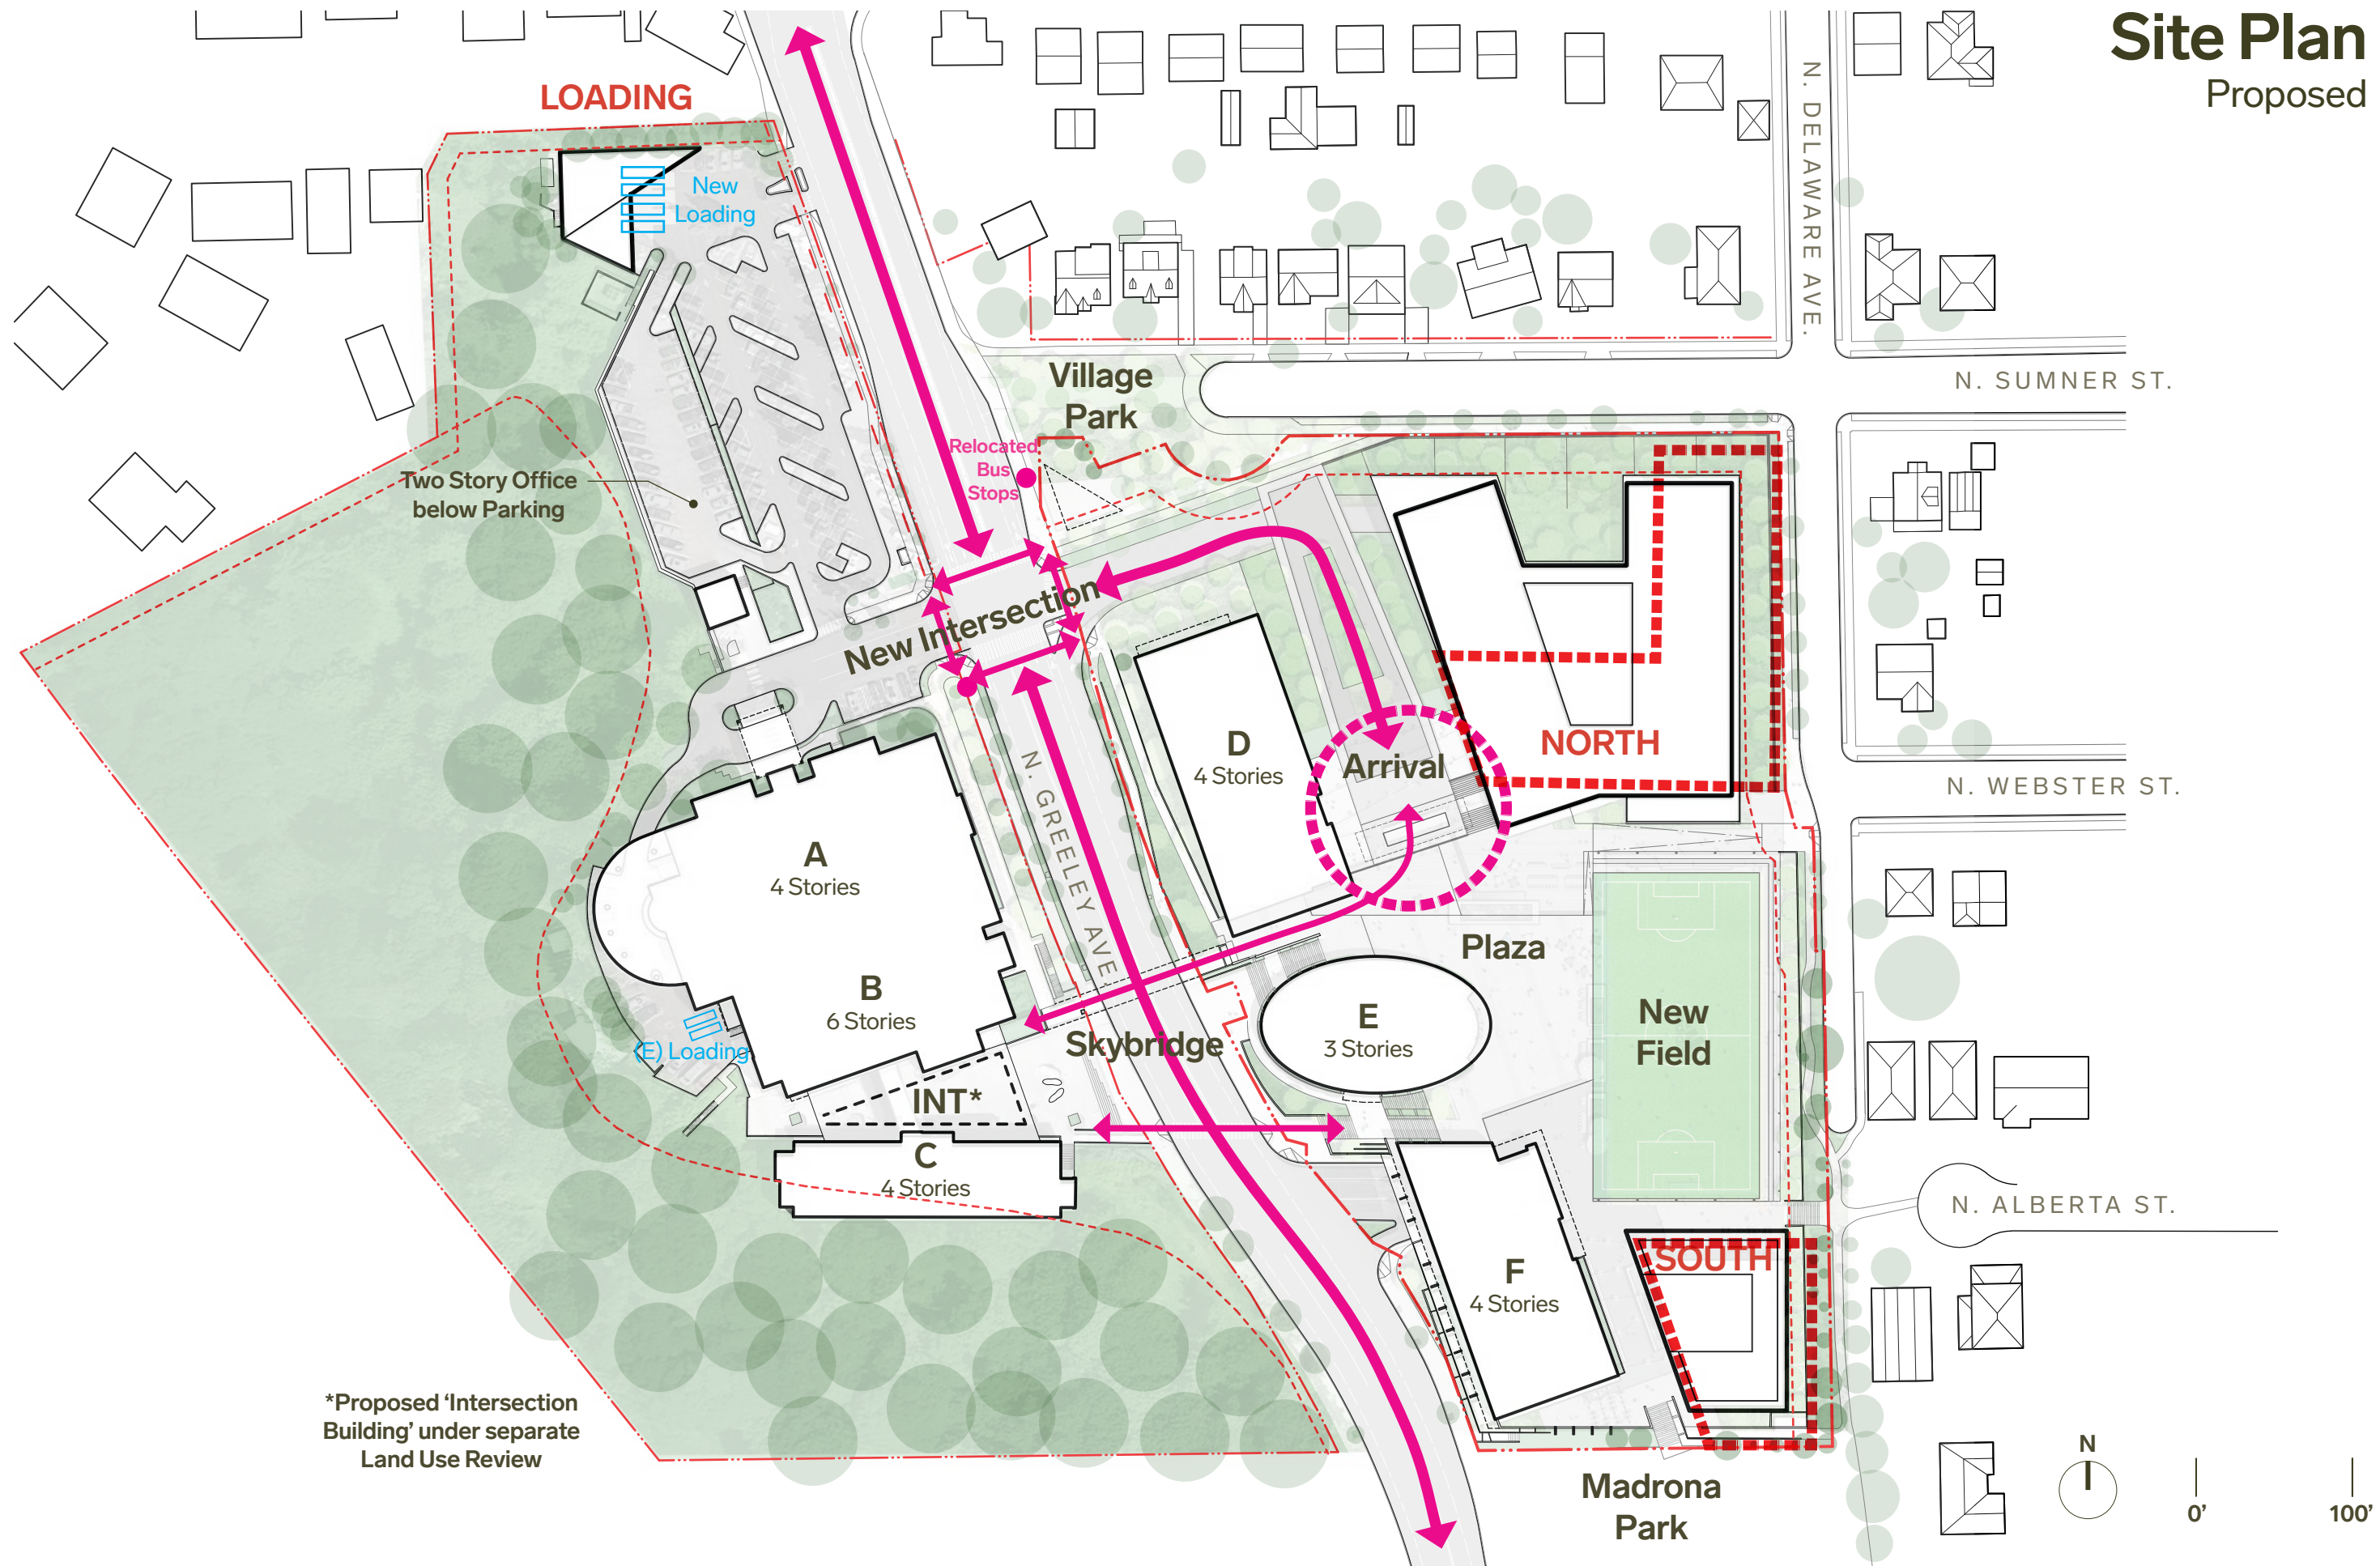 Site Plan
Proposed
LOADING
New
Loading
N. DELAWARE AVE.
Village
Park
N. SUMNER ST.
Relocated
Bus
Stops
Two Story Office
below Parking
New Intersection
D
4 Stories
Arrival
NORTH
N. WEBSTER ST.
N. GREELEY AVE
A
4 Stories
B
6 Stories
Plaza
E
3 Stories
New
Field
Skybridge
(E) Loading
INT*
C
4 Stories
N. ALBERTA ST.
SOUTH
F
4 Stories
*Proposed ‘Intersection
Building’ under separate
Land Use Review
Madrona
Park
N
0’
100’